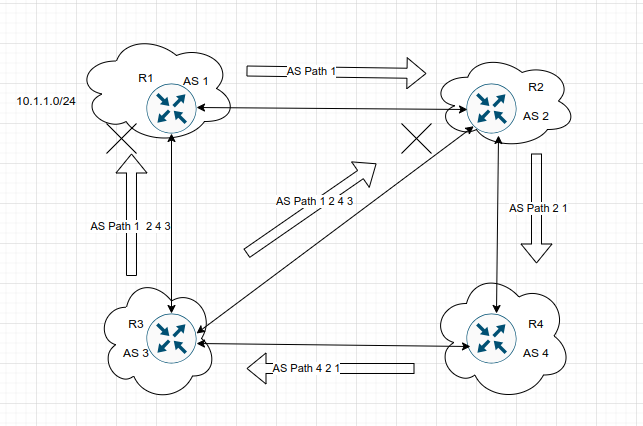 R1
AS 1
AS Path 1
R2
10.1.1.0/24
AS 2
AS Path 1 2 4 3
AS Path 2 1
AS Path 1  2 4 3
R3
R4
AS 3
AS 4
AS Path 4 2 1